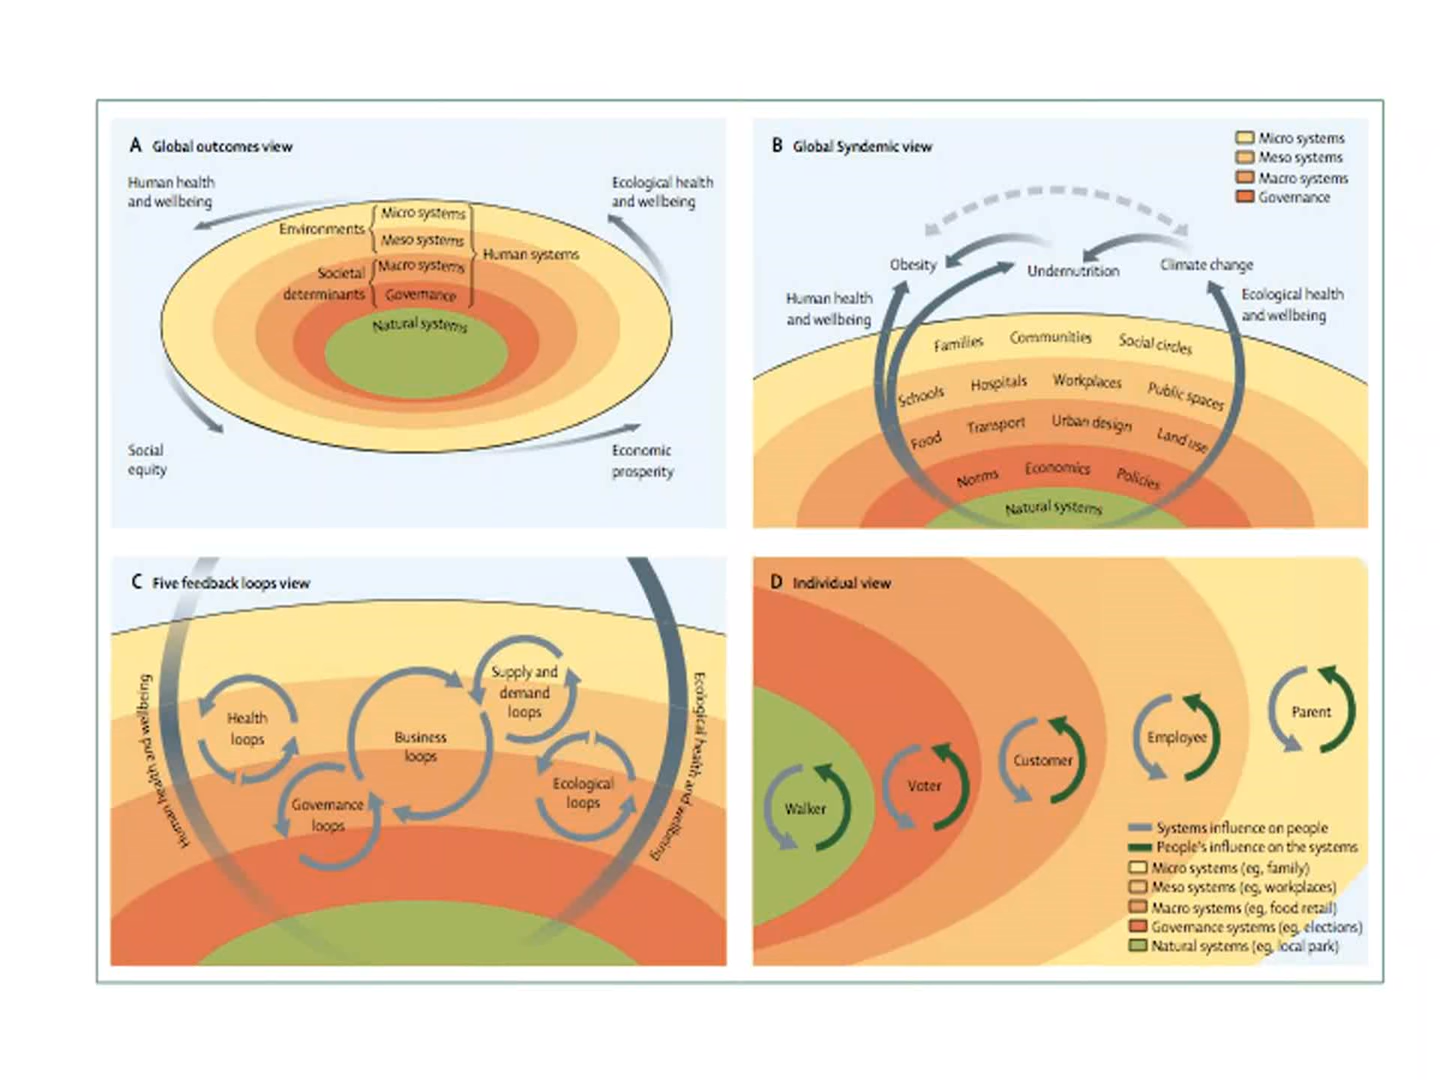 A Global outcomes view
Human health
and wellbeing
Ecological health
and wellbeing
Environments
Micro systems
Meso systems
Human systems
Societal
determinants
Macro systems
Governance
Natural systems
Social
equity
Economic
prosperity
B Global Syndemic view
Micro systems
Meso systems
Macro systems
Governance
Obesity
Undernutrition
Climate change
Human health
and wellbeing
Ecological health
and wellbeing
Families Communities Social circles
Schools Hospitals Workplaces Public spaces
Food Transport Urban design Land use
Norms Economics Policies
Natural systems
C Five feedback loops view
Human health and wellbeing
Health
loops
Governance
loops
Business
loops
Supply and
demand
loops
Ecological
loops
Ecological health and wellbeing
D Individual view
Walker
Voter
Customer
Employee
Parent
Systems influence on people
People's influence on the systems
Micro systems (eg, family)
Meso systems (eg, workplaces)
Macro systems (eg, food retail)
Governance systems (eg, elections)
Natural systems (eg, local park)